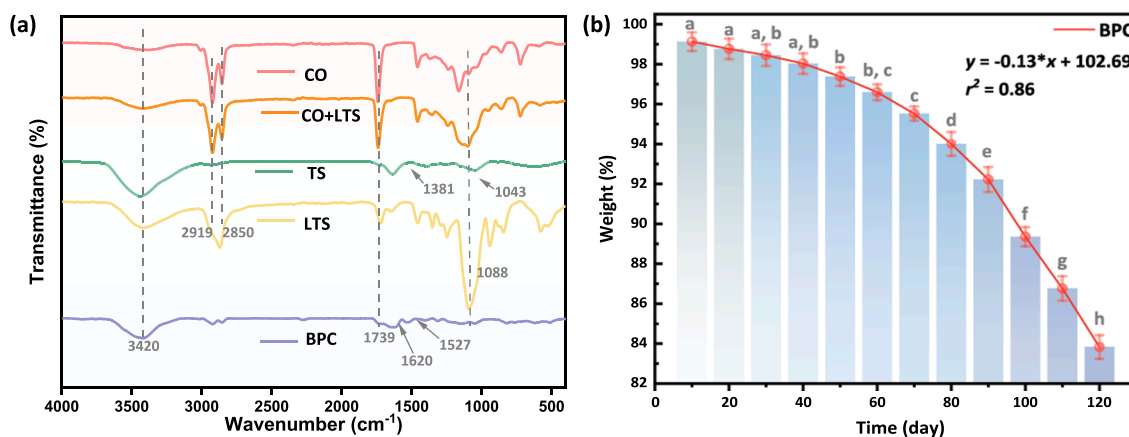 (a)
Transmittance (%)
CO
CO+LTS
TS
1381
1043
2919
2850
LTS
1088
BPC
3420
1739
1620
1527
4000 3500 3000 2500 2000 1500 1000 500
Wavenumber (cm⁻¹)
(b)
Weight (%)
100
98
96
94
92
90
88
86
84
82
BPC
y = -0.13*x + 102.69
r² = 0.86
a a a, b a, b b b, c c d e f g h
0 20 40 60 80 100 120
Time (day)